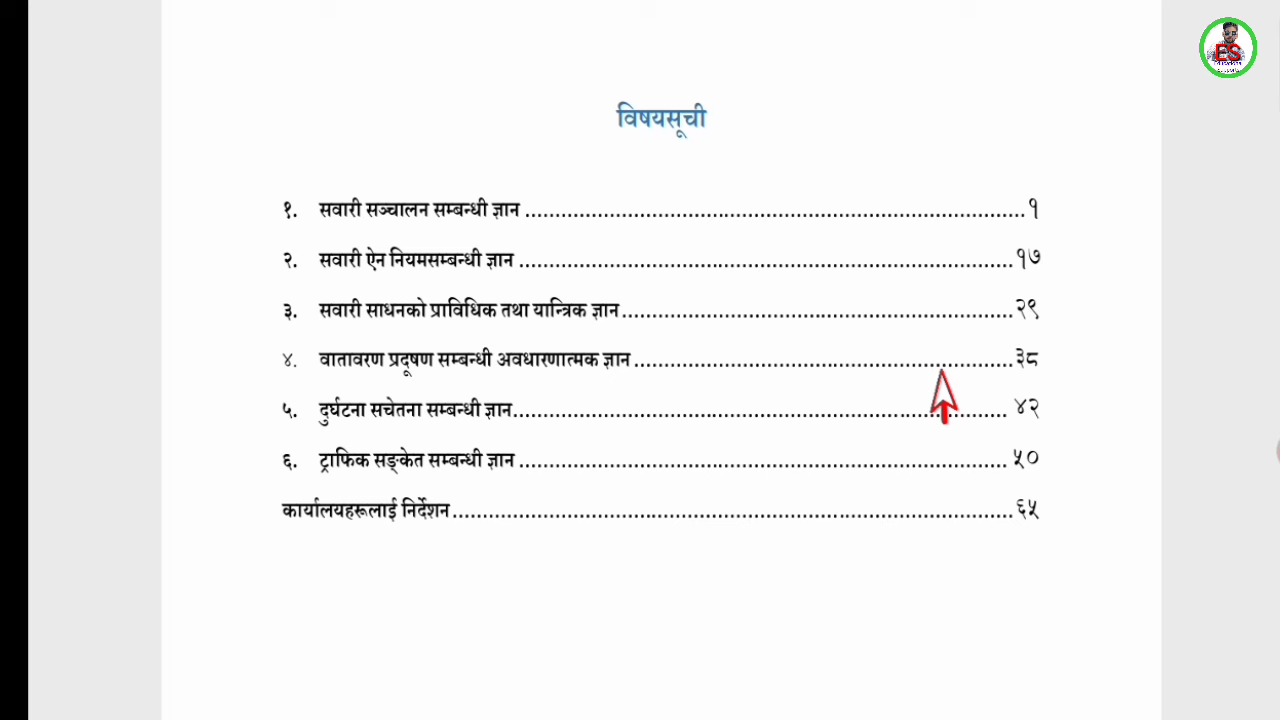 ES
विषयसूची
१. सवारी सञ्चालन सम्बन्धी ज्ञान ........................................................................................ १
२. सवारी ऐन नियमसम्बन्धी ज्ञान ........................................................................................ १७
३. सवारी साधनको प्राविधिक तथा यान्त्रिक ज्ञान ........................................................................ २९
४. वातावरण प्रदूषण सम्बन्धी अवधारणात्मक ज्ञान ........................................................................ ३८
५. दुर्घटना सचेतना सम्बन्धी ज्ञान ........................................................................................ ४२
६. ट्राफिक सङ्केत सम्बन्धी ज्ञान ........................................................................................ ५०
कार्यालयहरूलाई निर्देशन ........................................................................................ ६५